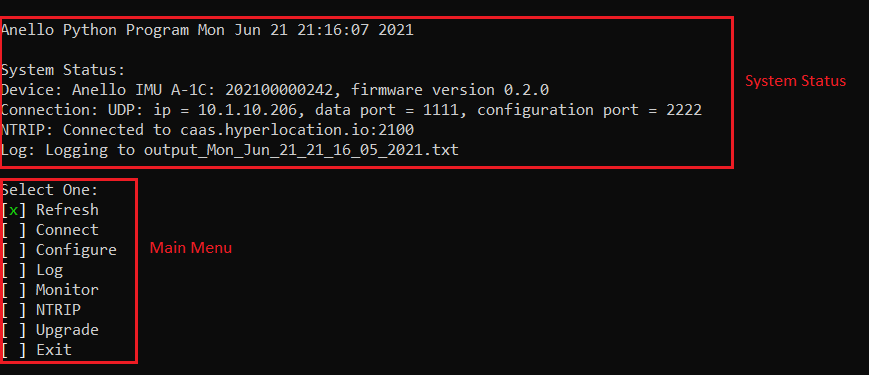 Anello Python Program Mon Jun 21 21:16:07 2021
System Status:
Device: Anello IMU A-1C: 202100000242, firmware version 0.2.0
Connection: UDP: ip = 10.1.10.206, data port = 1111, configuration port = 2222
NTRIP: Connected to caas.hyperlocation.io:2100
Log: Logging to output_Mon_Jun_21_21_16_05_2021.txt
System Status
Select One:
[x] Refresh
[ ] Connect
[ ] Configure
[ ] Log
[ ] Monitor
[ ] NTRIP
[ ] Upgrade
[ ] Exit
Main Menu